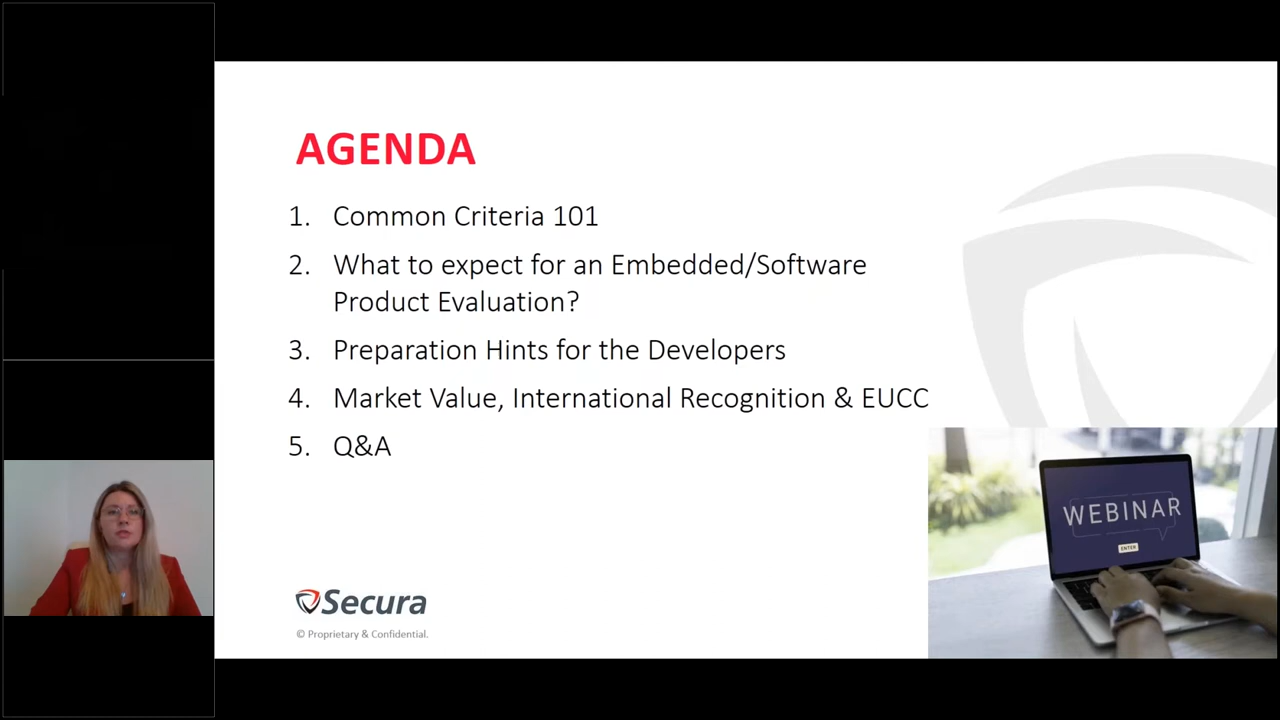 AGENDA
1. Common Criteria 101
2. What to expect for an Embedded/Software
Product Evaluation?
3. Preparation Hints for the Developers
4. Market Value, International Recognition & EUCC
5. Q&A
WEBINAR
ENTER
Secura
© Proprietary & Confidential.